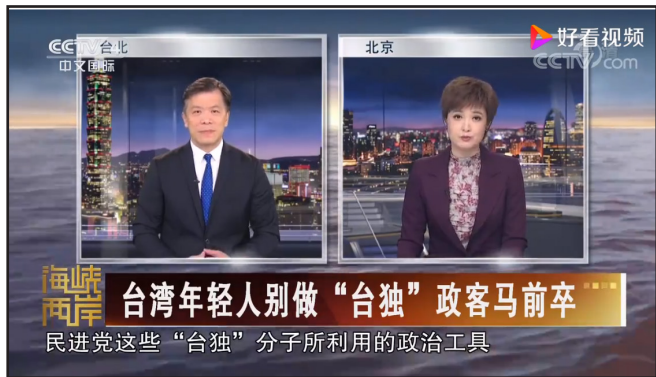 CCTV 4
中文国际
台北
北京
好看视频
CCTV.com
海峡
两岸
台湾年轻人别做“台独”政客马前卒
民进党这些“台独”分子所利用的政治工具